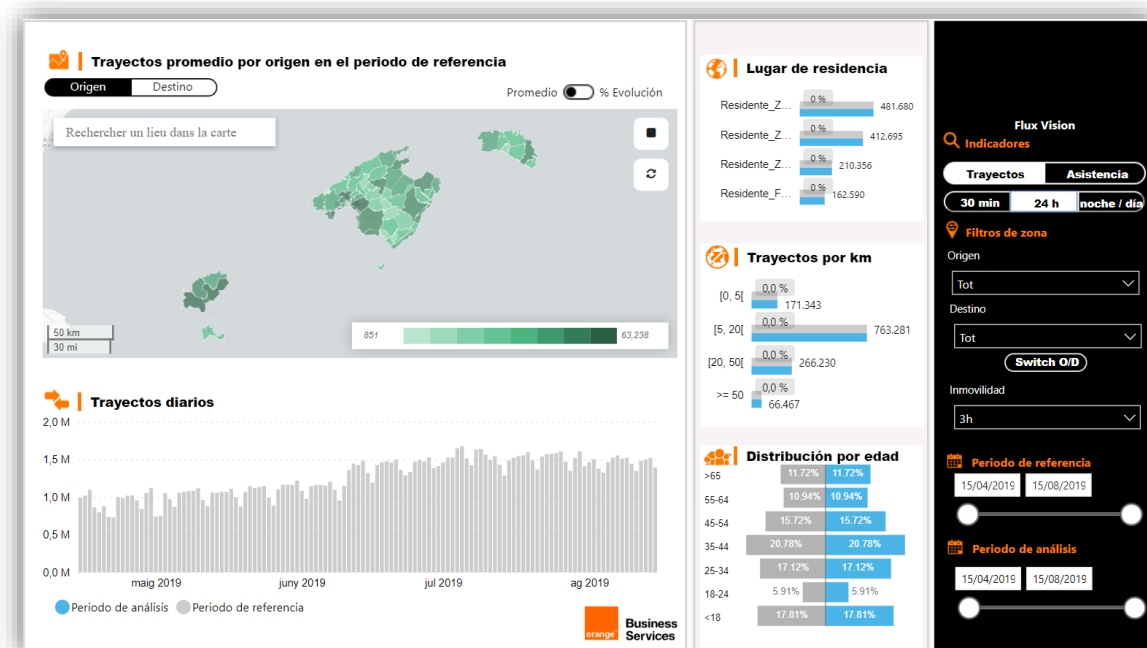 Trayectos promedio por origen en el periodo de referencia
Origen
Destino
Promedio
% Evolución
Rechercher un lieu dans la carte
50 km
30 mi
851
63,238
Trayectos diarios
2,0 M
1,5 M
1,0 M
0,5 M
0,0 M
maig 2019
juny 2019
jul 2019
ag 2019
Periodo de análisis
Periodo de referencia
orange
Business
Services
Lugar de residencia
Residente_Z... 0 % 481.680
Residente_Z... 0 % 412.695
Residente_Z... 0 % 210.356
Residente_F... 0 % 162.590
Trayectos por km
[0, 5[ 0,0 % 171.343
[5, 20[ 0,0 % 763.281
[20, 50[ 0,0 % 266.230
>= 50 0,0 % 66.467
Distribución por edad
>65 11.72% 11.72%
55-64 10.94% 10.94%
45-54 15.72% 15.72%
35-44 20.78% 20.78%
25-34 17.12% 17.12%
18-24 5.91% 5.91%
<18 17.81% 17.81%
Flux Vision
Indicadores
Trayectos
Asistencia
30 min
24 h
noche / día
Filtros de zona
Origen
Tot
Destino
Tot
Switch O/D
Inmovilidad
3h
Periodo de referencia
15/04/2019
15/08/2019
Periodo de análisis
15/04/2019
15/08/2019